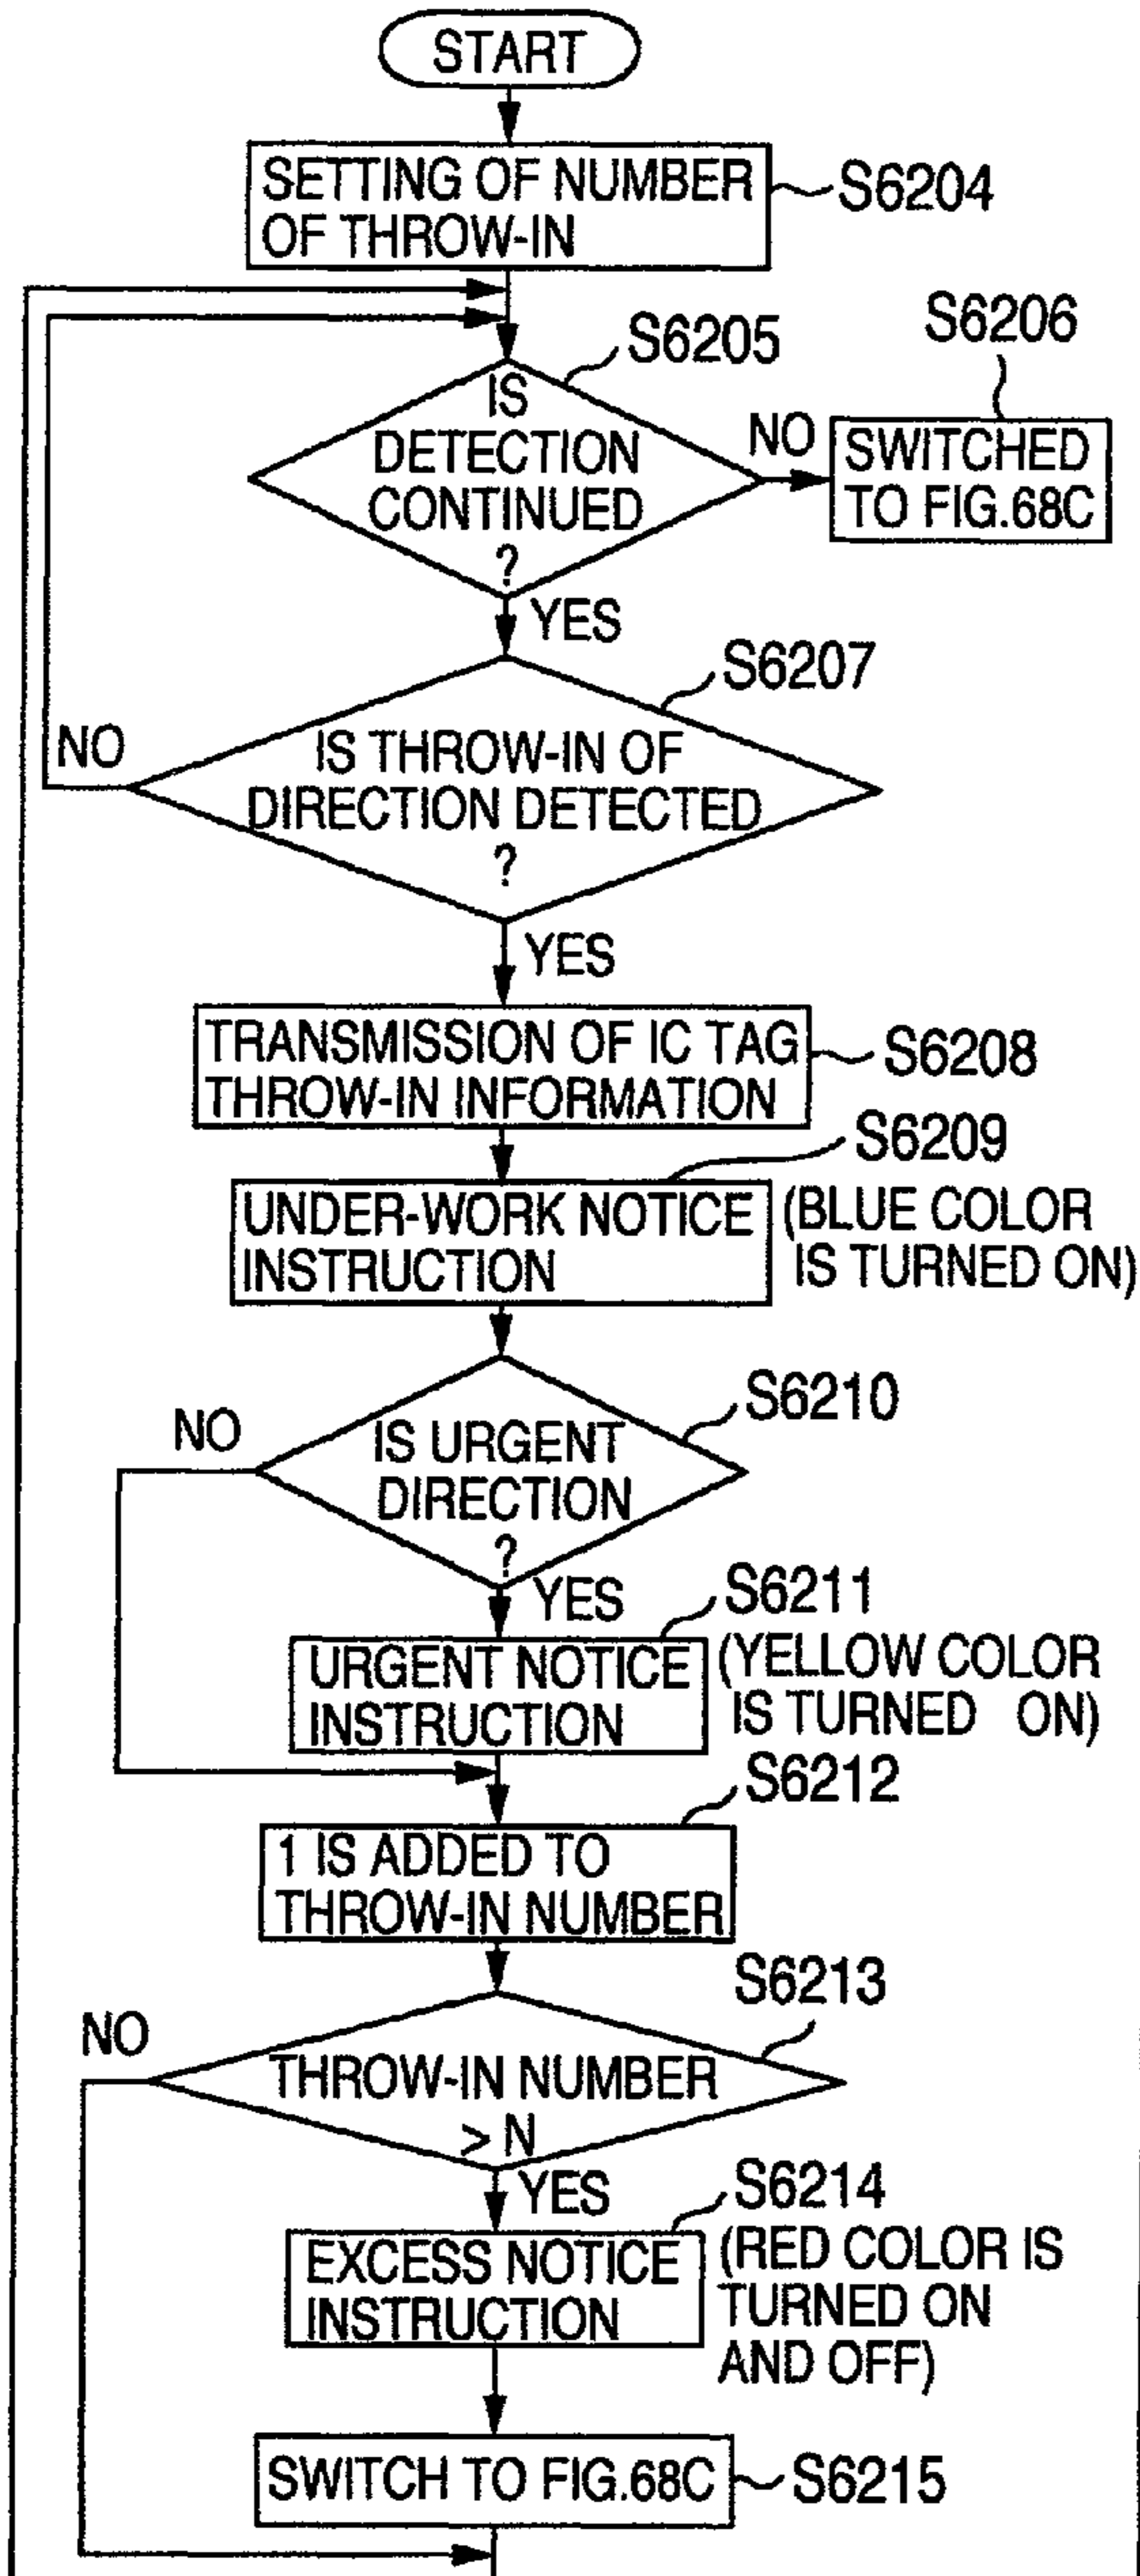 START
SETTING OF NUMBER
OF THROW-IN
S6204
S6205
S6206
IS
DETECTION
CONTINUED
?
NO
SWITCHED
TO FIG.68C
YES
S6207
NO
IS THROW-IN OF
DIRECTION DETECTED
?
YES
TRANSMISSION OF IC TAG
THROW-IN INFORMATION
S6208
S6209
UNDER-WORK NOTICE
INSTRUCTION
(BLUE COLOR
IS TURNED ON)
S6210
NO
IS URGENT
DIRECTION
?
YES
S6211
URGENT NOTICE
INSTRUCTION
(YELLOW COLOR
IS TURNED ON)
S6212
1 IS ADDED TO
THROW-IN NUMBER
S6213
NO
THROW-IN NUMBER
> N
YES
S6214
EXCESS NOTICE
INSTRUCTION
(RED COLOR IS
TURNED ON
AND OFF)
SWITCH TO FIG.68C
S6215